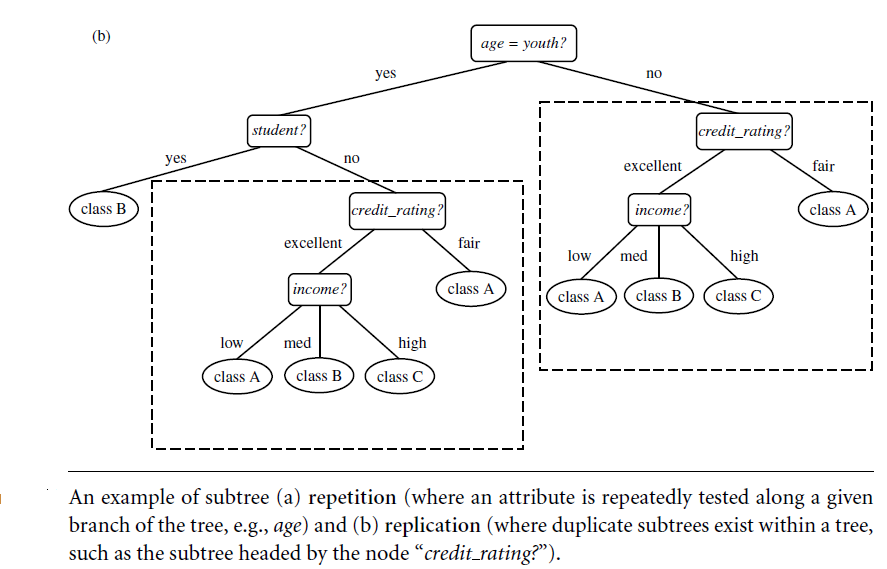 (b)
age = youth?
yes
no
student?
credit_rating?
yes
no
excellent
fair
class B
credit_rating?
income?
class A
excellent
fair
low
med
high
income?
class A
class A
class B
class C
low
med
high
class A
class B
class C
An example of subtree (a) repetition (where an attribute is repeatedly tested along a given
branch of the tree, e.g., age) and (b) replication (where duplicate subtrees exist within a tree,
such as the subtree headed by the node “credit_rating?”).